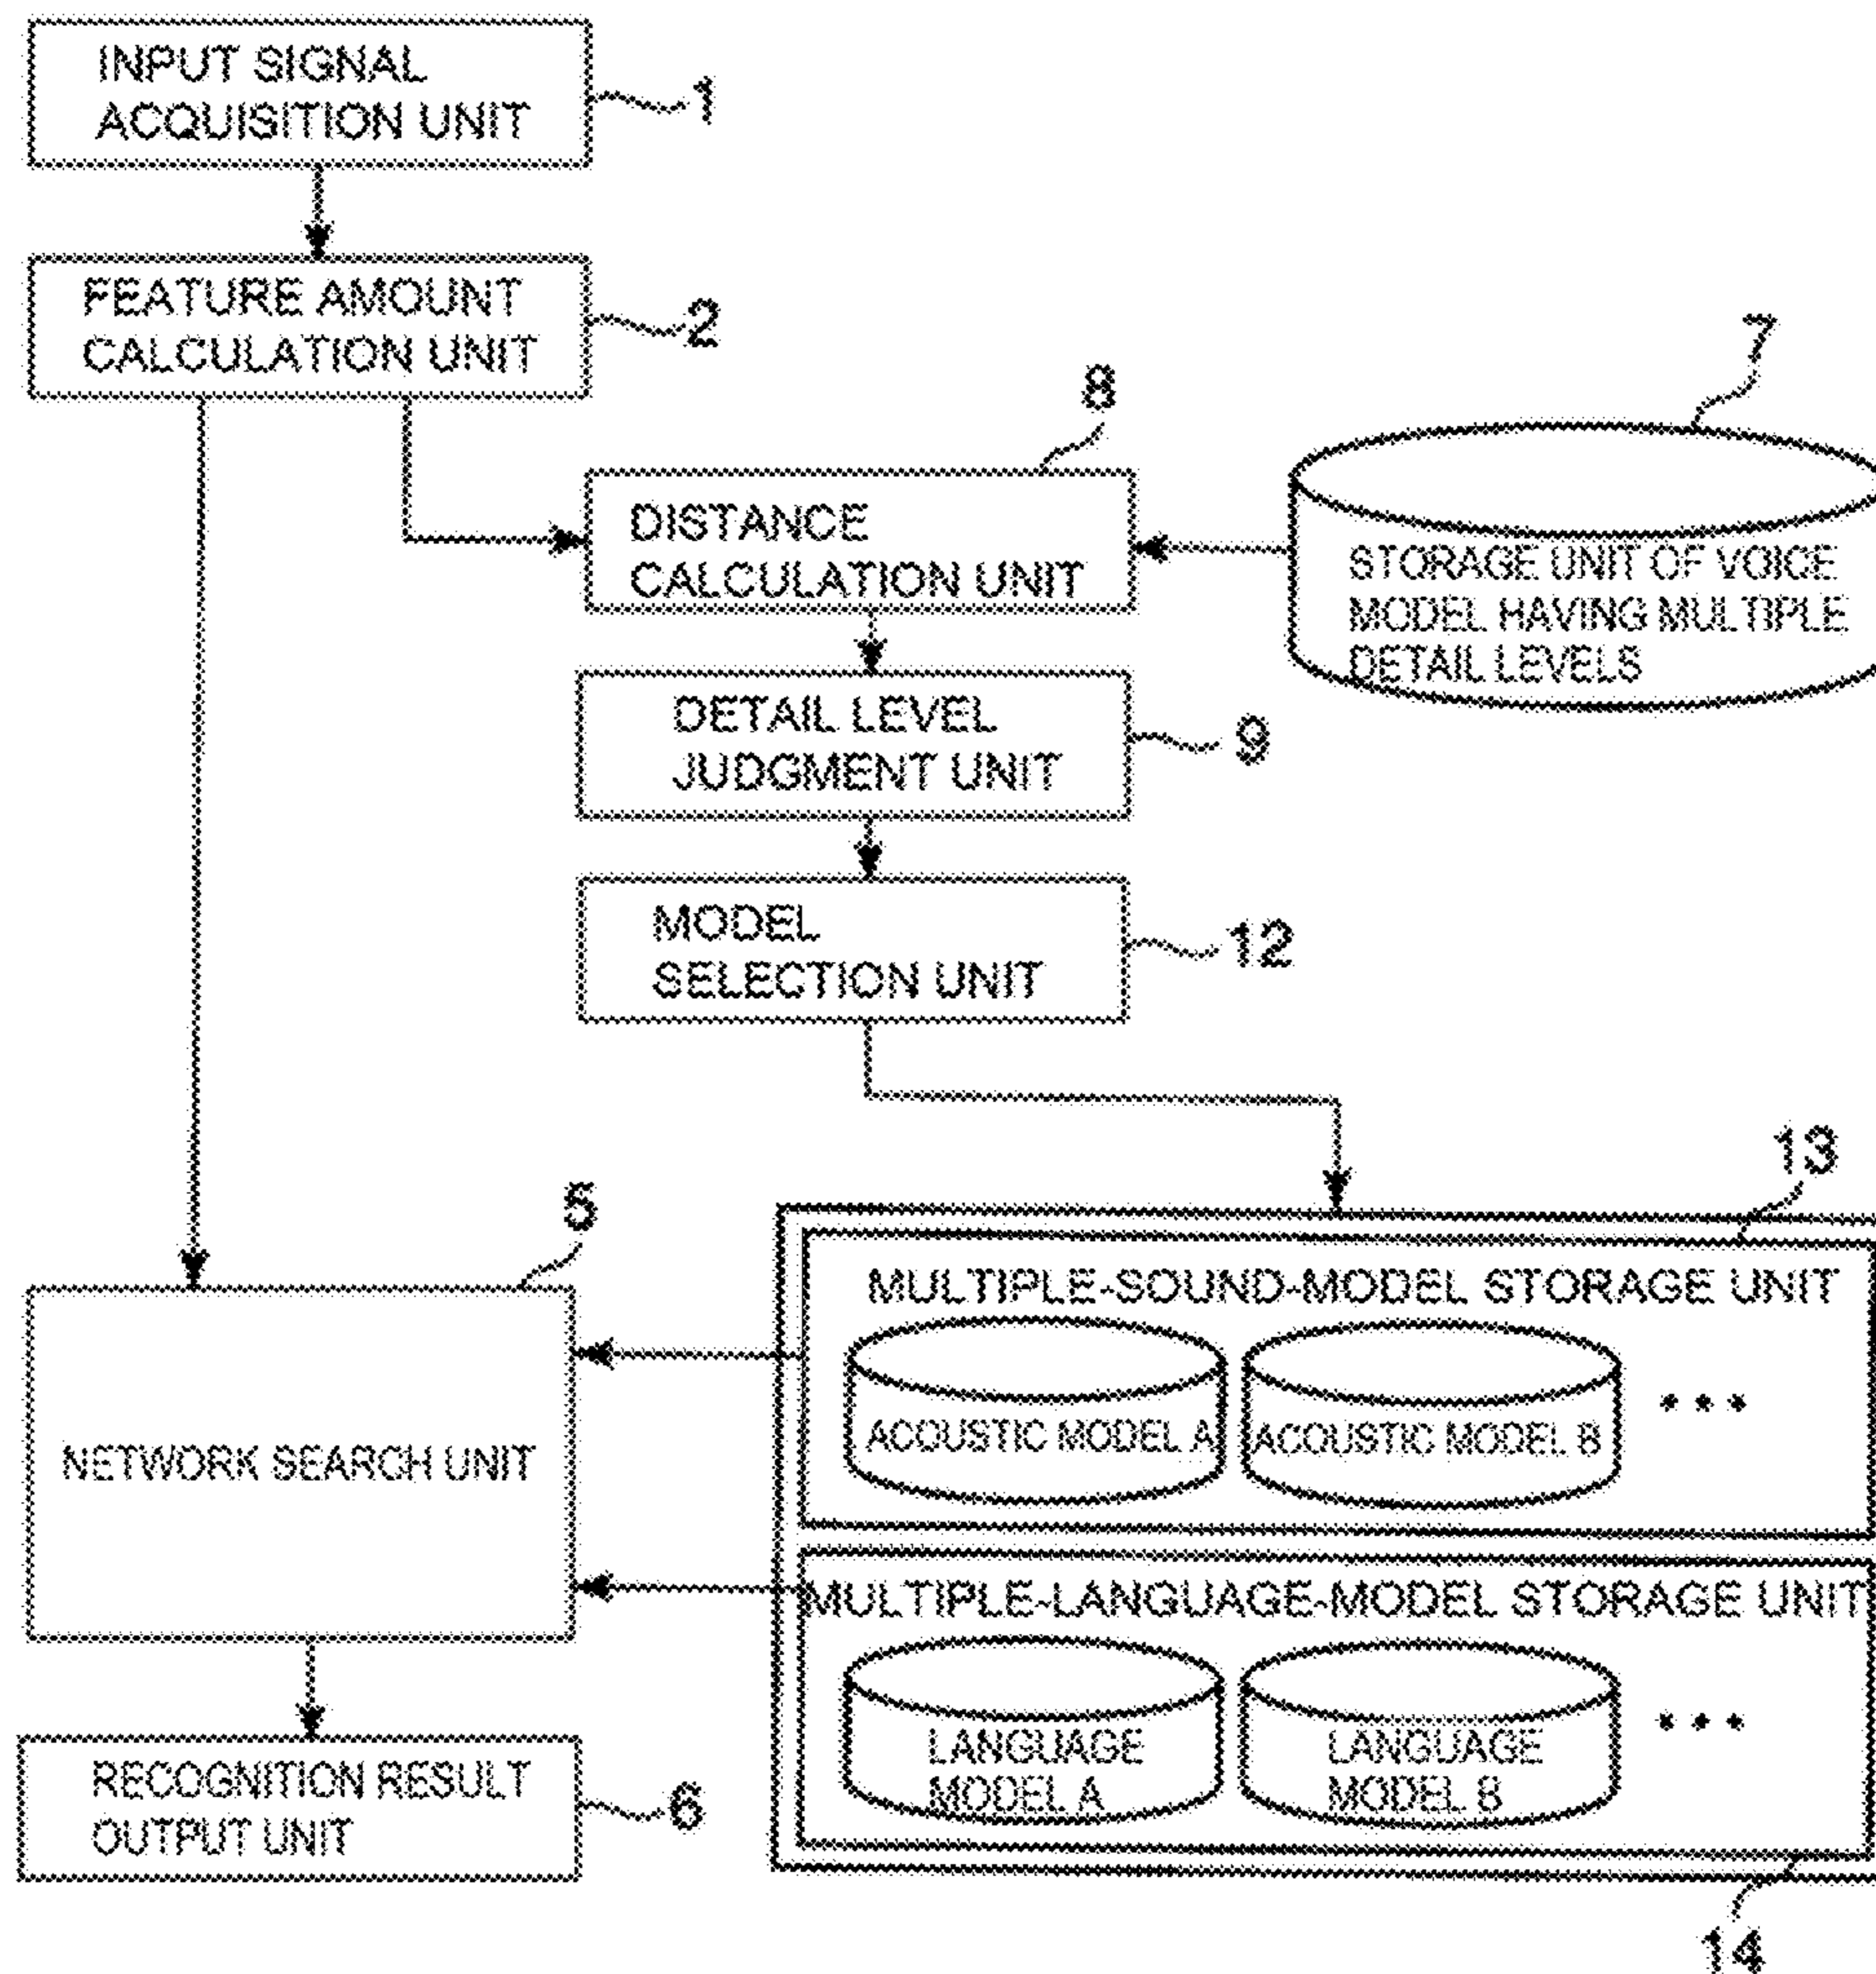 INPUT SIGNAL
ACQUISITION UNIT
1
FEATURE AMOUNT
CALCULATION UNIT
2
7
8
DISTANCE
CALCULATION UNIT
STORAGE UNIT OF VOICE
MODEL HAVING MULTIPLE
DETAIL LEVELS
DETAIL LEVEL
JUDGMENT UNIT
9
MODEL
SELECTION UNIT
12
13
5
MULTIPLE-SOUND-MODEL STORAGE UNIT
ACOUSTIC MODEL A
ACOUSTIC MODEL B
• • •
NETWORK SEARCH UNIT
MULTIPLE-LANGUAGE-MODEL STORAGE UNIT
LANGUAGE
MODEL A
LANGUAGE
MODEL B
• • •
RECOGNITION RESULT
OUTPUT UNIT
6
14